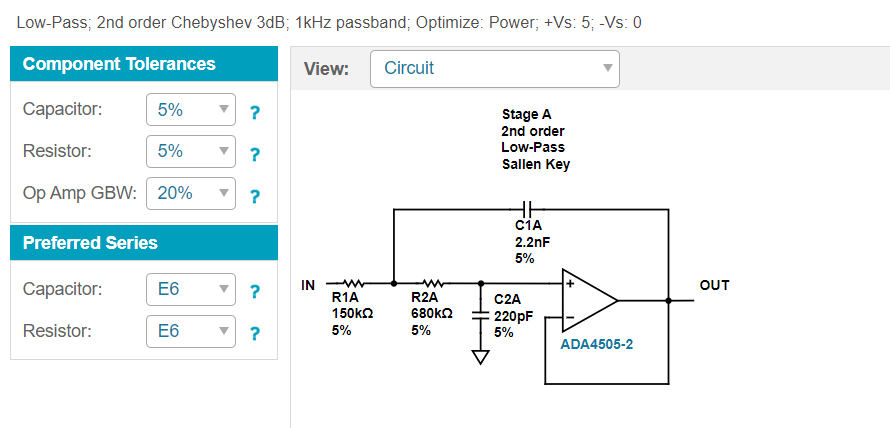 Low-Pass; 2nd order Chebyshev 3dB; 1kHz passband; Optimize: Power; +Vs: 5; -Vs: 0
Component Tolerances
Capacitor: 5% ?
Resistor: 5% ?
Op Amp GBW: 20% ?
Preferred Series
Capacitor: E6 ?
Resistor: E6 ?
View: Circuit
Stage A
2nd order
Low-Pass
Sallen Key
C1A
2.2nF
5%
IN
R1A
150kΩ
5%
R2A
680kΩ
5%
C2A
220pF
5%
+
-
ADA4505-2
OUT